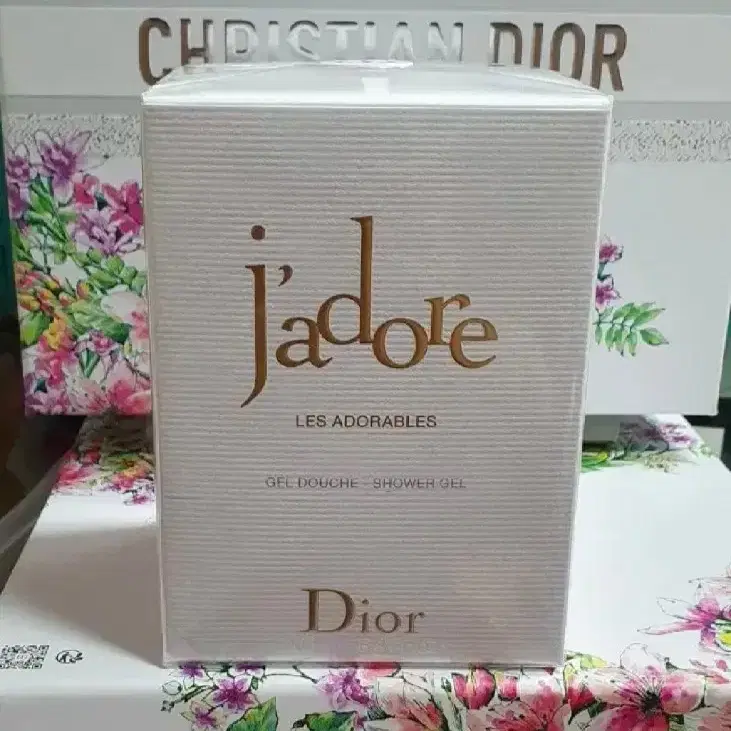 CHRISTIAN DIOR
j'adore
LES ADORABLES
GEL DOUCHE - SHOWER GEL
Dior